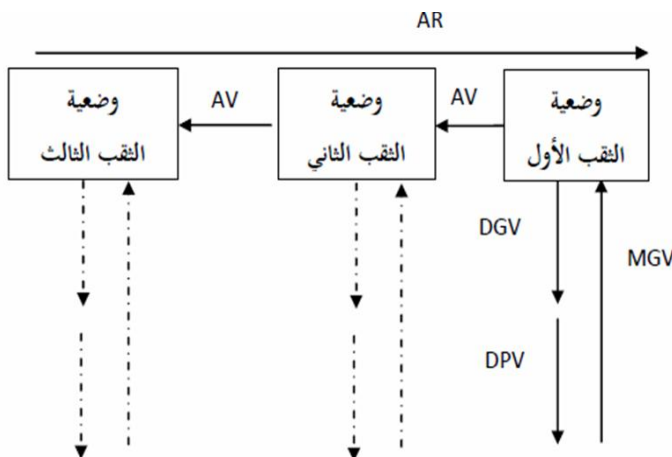 AR
وضعية
الثقب الأول
AV
وضعية
الثقب الثاني
AV
وضعية
الثقب الثالث
DGV
MGV
DPV